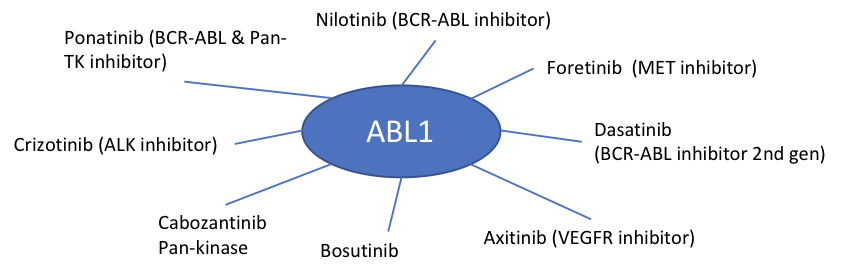 Nilotinib (BCR-ABL inhibitor)
Ponatinib (BCR-ABL & Pan-
TK inhibitor)
Foretinib  (MET inhibitor)
ABL1
Dasatinib
(BCR-ABL inhibitor 2nd gen)
Crizotinib (ALK inhibitor)
Cabozantinib
Pan-kinase
Bosutinib
Axitinib (VEGFR inhibitor)